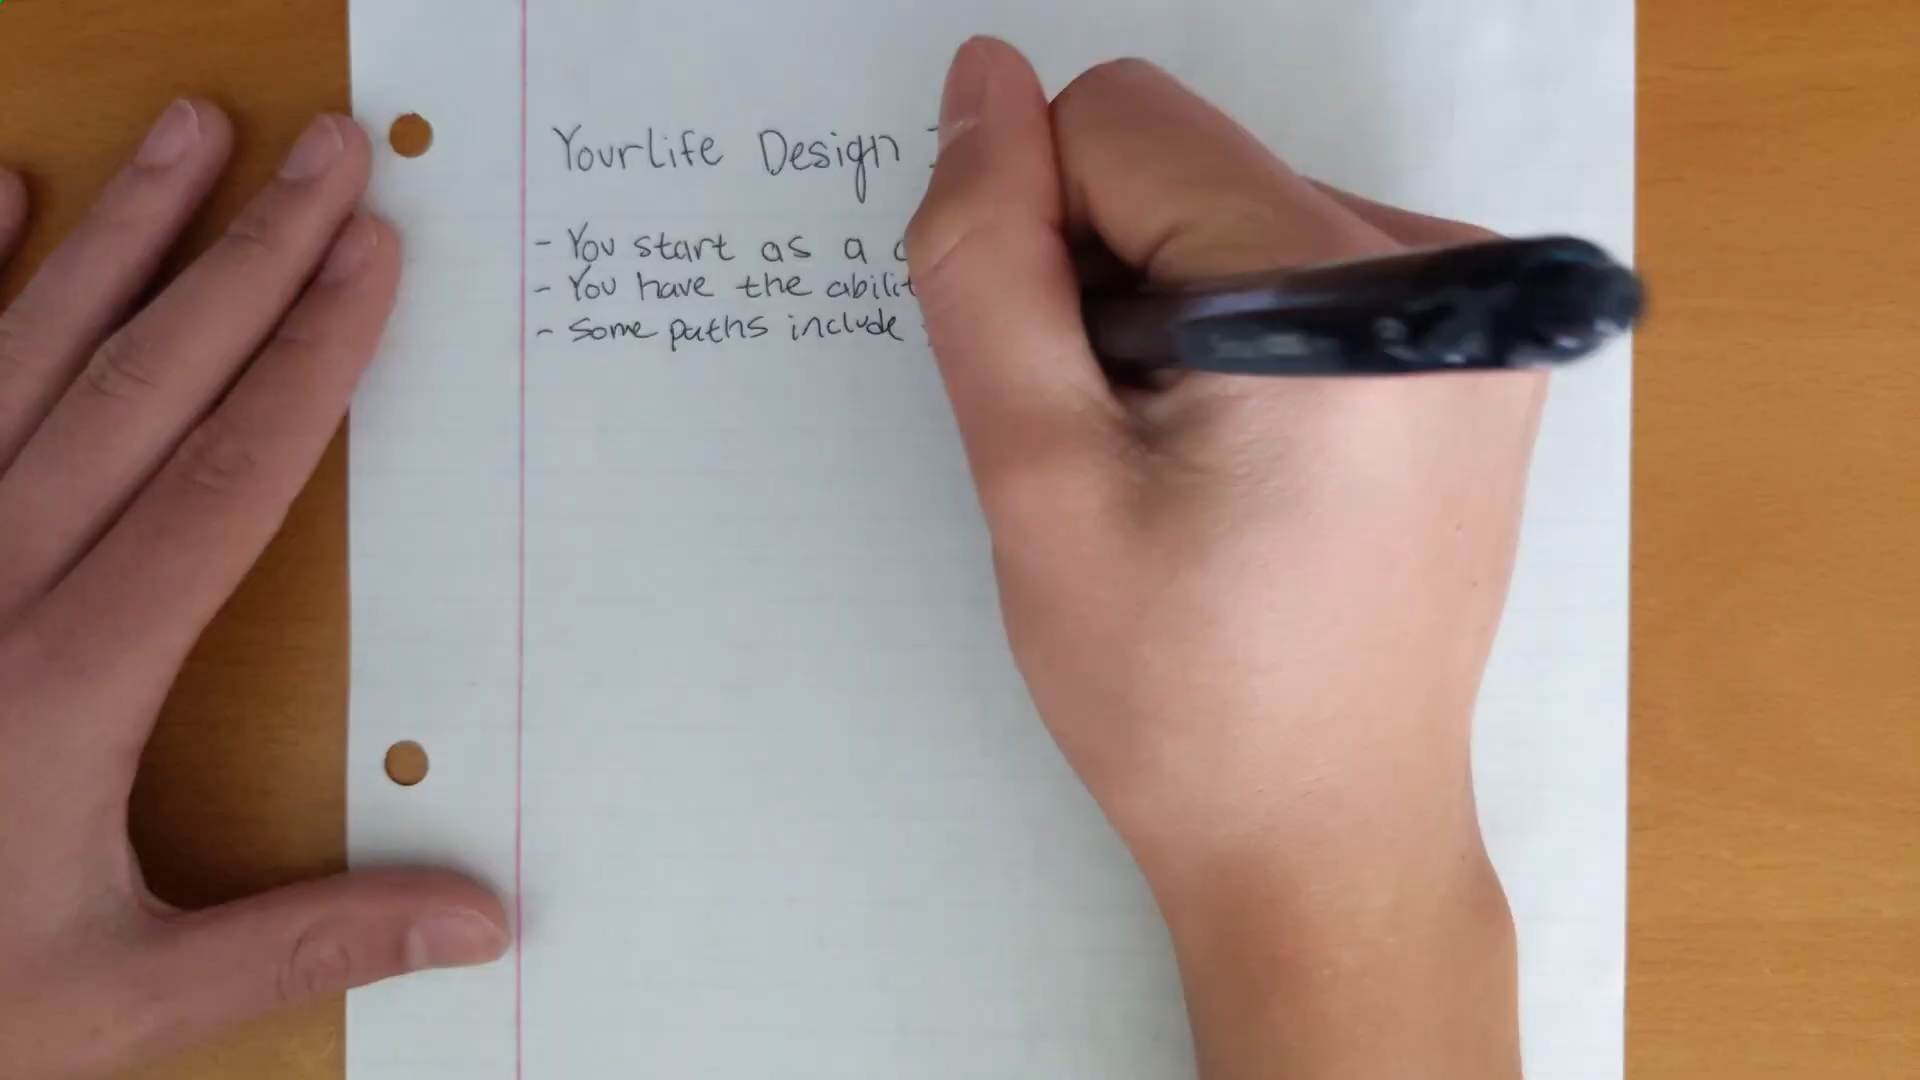 Yourlife Design
- You start as a
- You have the abilit
- Some paths include